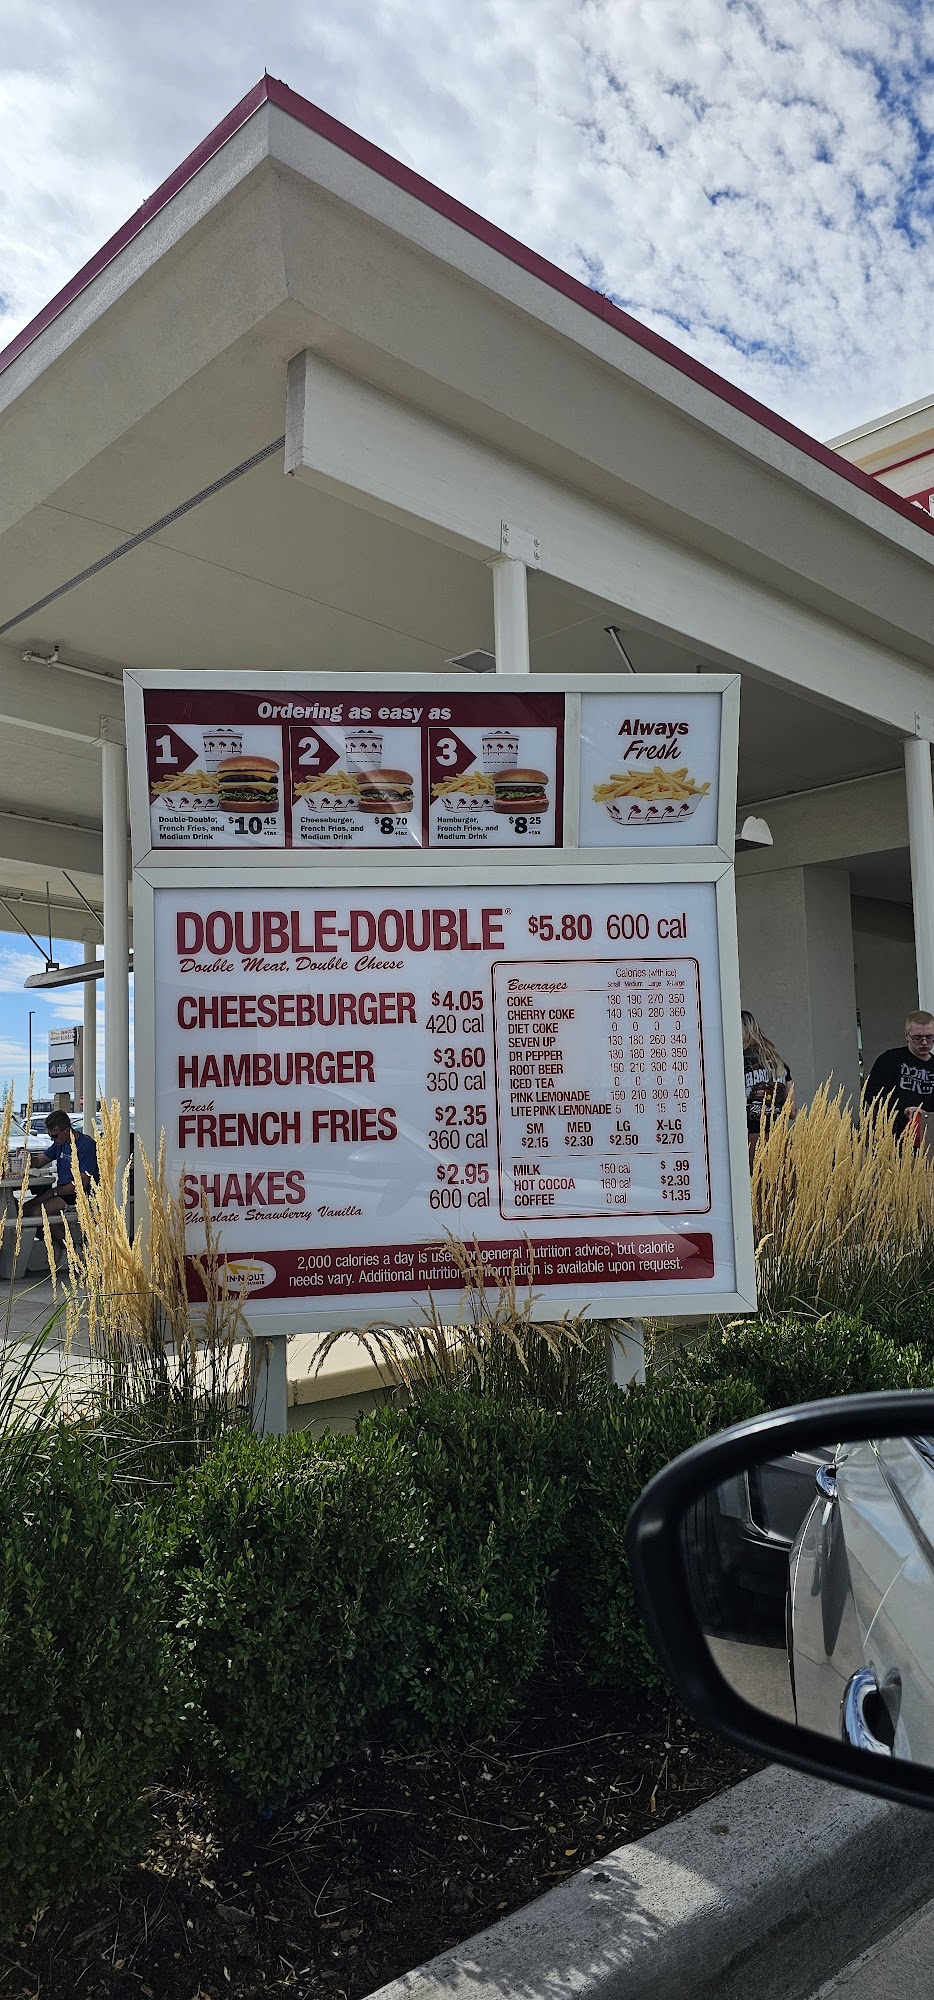 Ordering as easy as
1
Double-Double,
French Fries, and
Medium Drink
$10 45
+tax
2
Cheeseburger,
French Fries, and
Medium Drink
$8 70
+tax
3
Hamburger,
French Fries, and
Medium Drink
$8 25
+tax
Always
Fresh
DOUBLE-DOUBLE® $5.80 600 cal
Double Meat, Double Cheese
CHEESEBURGER $4.05
420 cal
HAMBURGER $3.60
350 cal
Fresh
FRENCH FRIES $2.35
360 cal
SHAKES $2.95
600 cal
Chocolate Strawberry Vanilla
Calories (with ice)
Beverages Small Medium Large X-Large
COKE 130 190 270 350
CHERRY COKE 140 190 280 360
DIET COKE 0 0 0 0
SEVEN UP 130 180 260 340
DR PEPPER 130 180 260 350
ROOT BEER 150 210 300 400
ICED TEA 0 0 0 0
PINK LEMONADE 150 210 300 400
LITE PINK LEMONADE 5 10 15 15
SM MED LG X-LG
$2.15 $2.30 $2.50 $2.70
MILK 150 cal $ .99
HOT COCOA 160 cal $2.30
COFFEE 0 cal $1.35
IN-N-OUT
BURGER
2,000 calories a day is used for general nutrition advice, but calorie
needs vary. Additional nutrition information is available upon request.
chili's